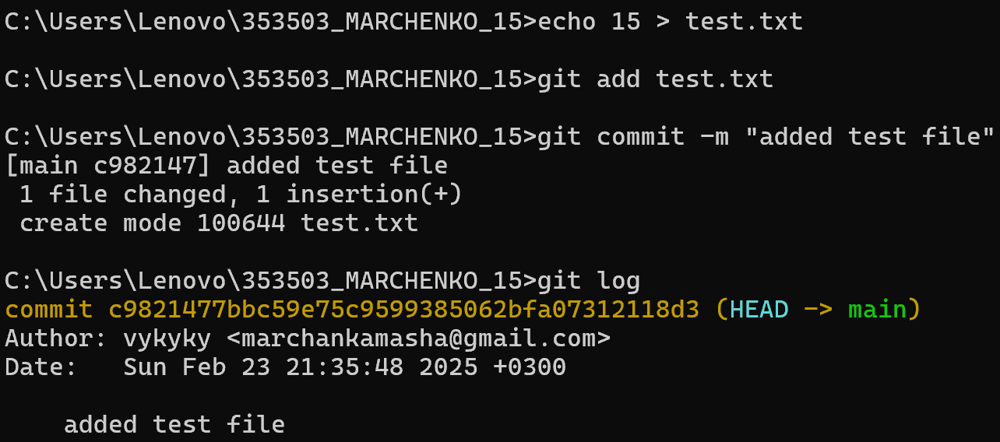 C:\Users\Lenovo\353503_MARCHENKO_15>echo 15 > test.txt
C:\Users\Lenovo\353503_MARCHENKO_15>git add test.txt
C:\Users\Lenovo\353503_MARCHENKO_15>git commit -m "added test file"
[main c982147] added test file
 1 file changed, 1 insertion(+)
 create mode 100644 test.txt
C:\Users\Lenovo\353503_MARCHENKO_15>git log
commit c9821477bbc59e75c9599385062bfa07312118d3 (HEAD -> main)
Author: vykyky <marchankamasha@gmail.com>
Date:   Sun Feb 23 21:35:48 2025 +0300
    added test file